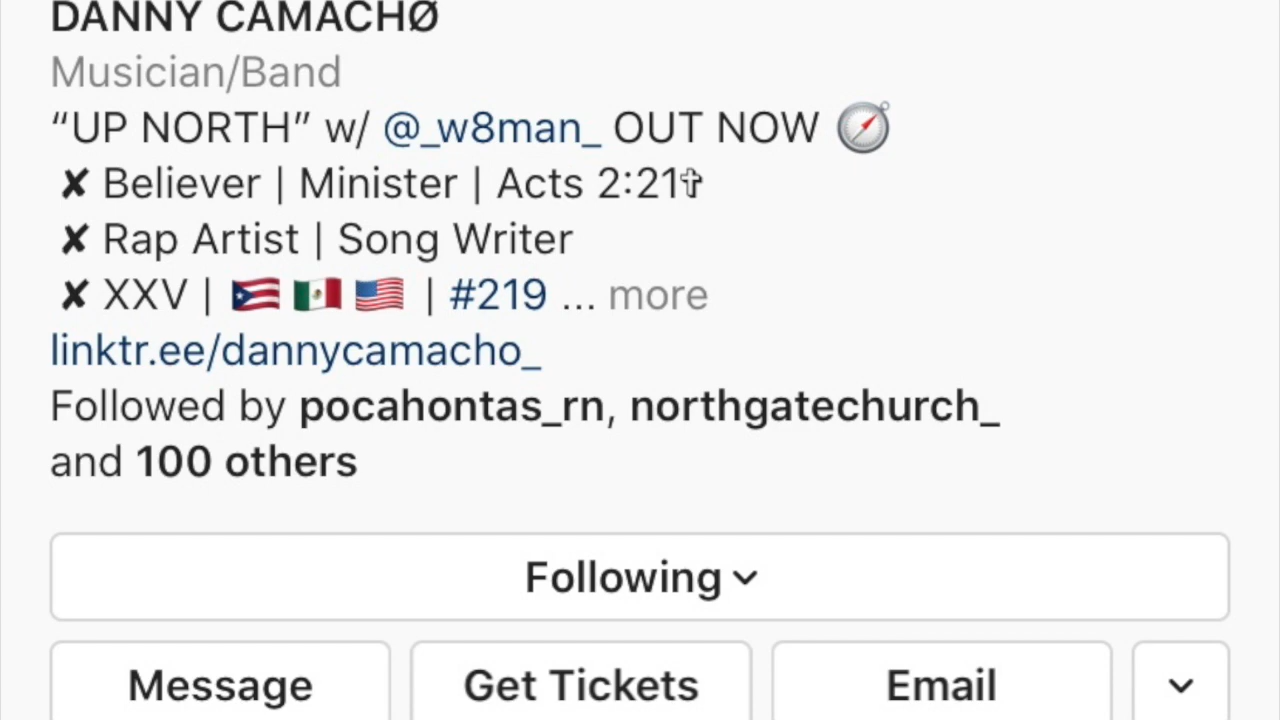 DANNY CAMACHØ
Musician/Band
“UP NORTH” w/ @_w8man_ OUT NOW 🧭
✘ Believer | Minister | Acts 2:21✞
✘ Rap Artist | Song Writer
✘ XXV | 🇵🇷 🇲🇽 🇺🇸 | #219 ... more
linktr.ee/dannycamacho_
Followed by pocahontas_rn, northgatechurch_
and 100 others
Following
Message Get Tickets Email